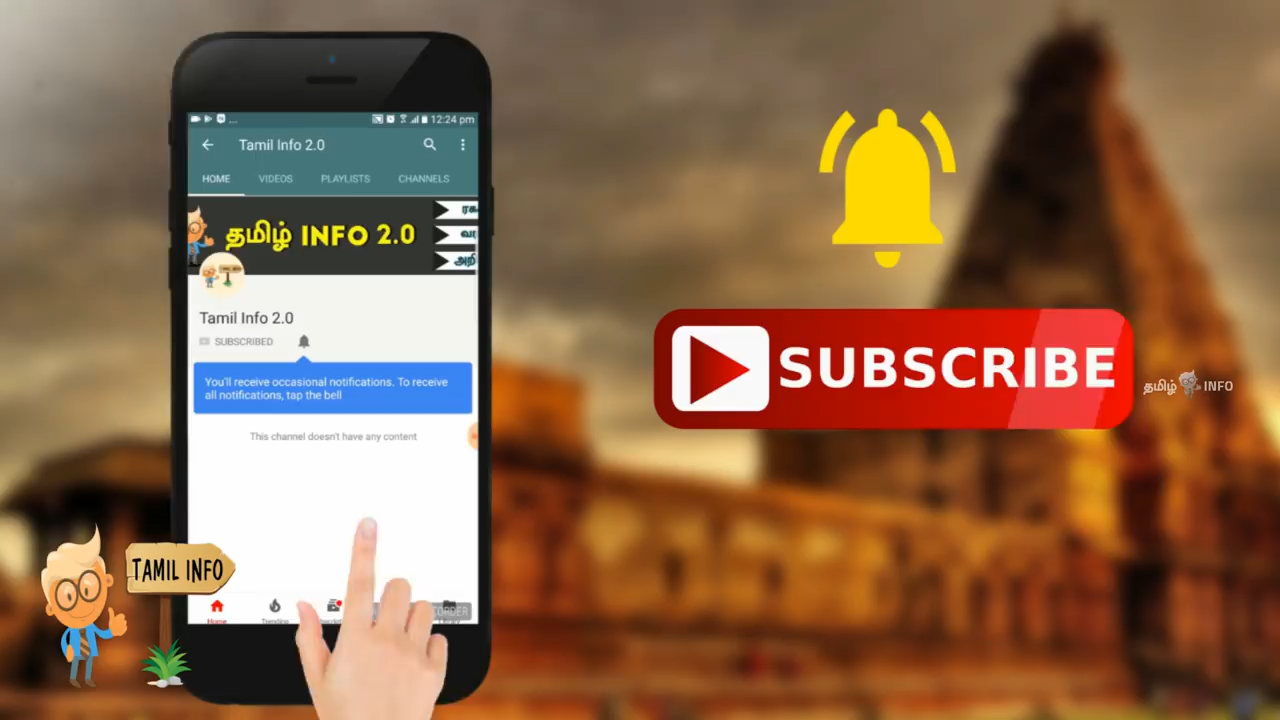 12:24 pm
Tamil Info 2.0
HOME VIDEOS PLAYLISTS CHANNELS
தமிழ் INFO 2.0
Tamil Info 2.0
SUBSCRIBED
You'll receive occasional notifications. To receive
all notifications, tap the bell
This channel doesn't have any content
Home Trending
TAMIL INFO
SUBSCRIBE
தமிழ் INFO